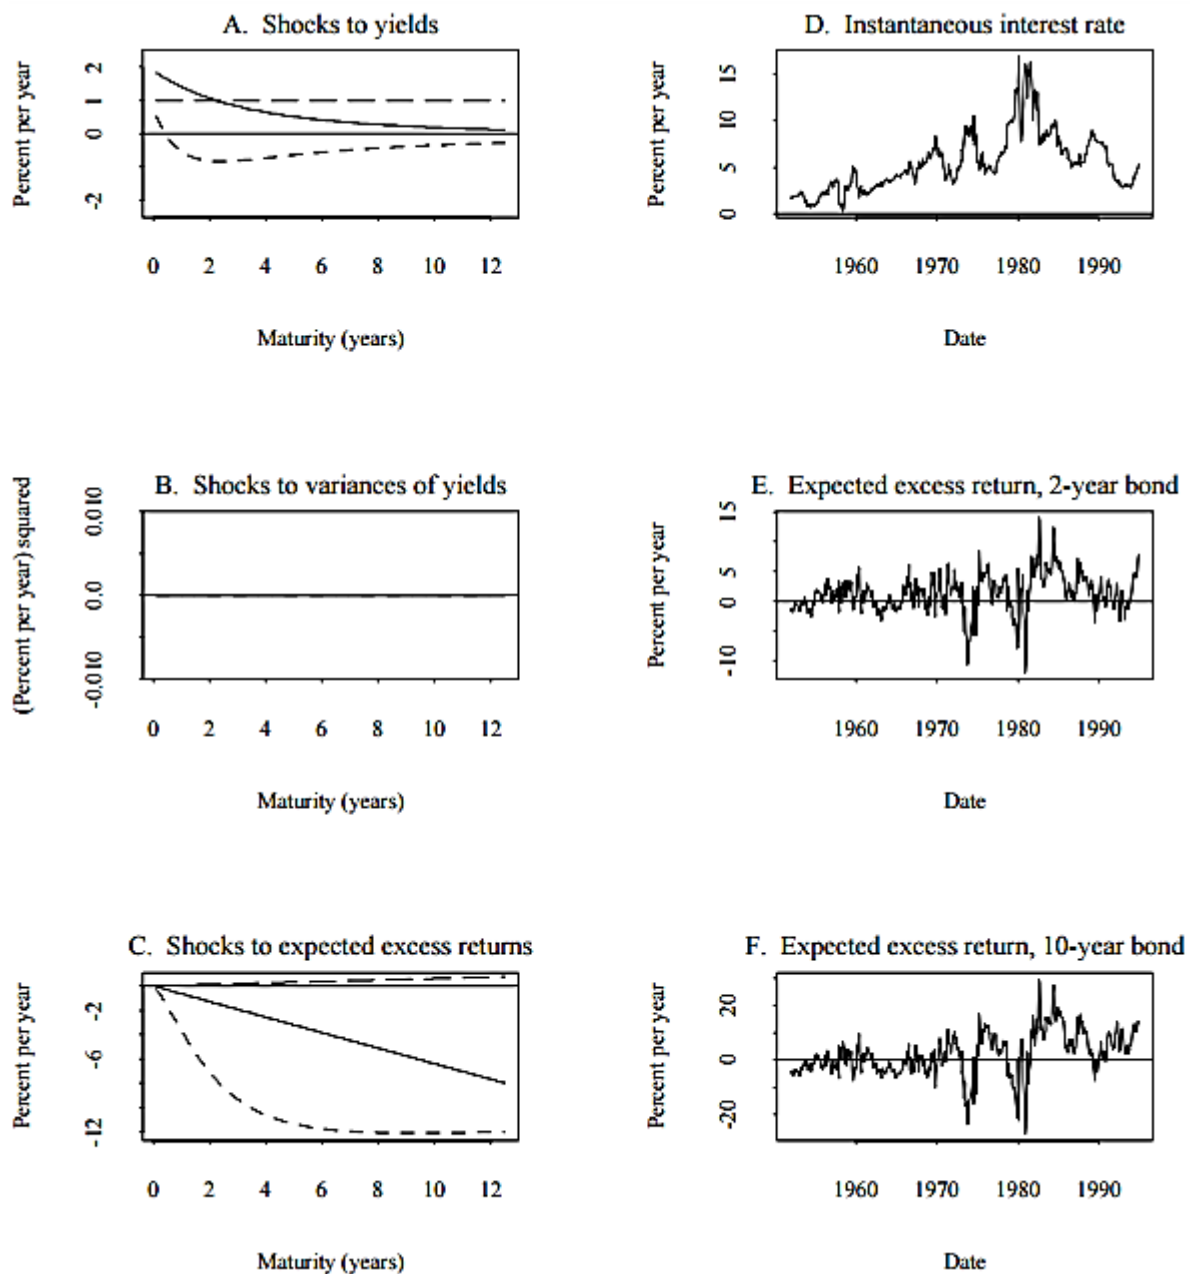 A. Shocks to yields
Percent per year
2
1
0
-2
0 2 4 6 8 10 12
Maturity (years)
D. Instantaneous interest rate
Percent per year
15
10
5
0
1960 1970 1980 1990
Date
B. Shocks to variances of yields
(Percent per year) squared
0.010
0.0
-0.010
0 2 4 6 8 10 12
Maturity (years)
E. Expected excess return, 2-year bond
Percent per year
15
5
0
-10
1960 1970 1980 1990
Date
C. Shocks to expected excess returns
Percent per year
-2
-6
-12
0 2 4 6 8 10 12
Maturity (years)
F. Expected excess return, 10-year bond
Percent per year
20
0
-20
1960 1970 1980 1990
Date